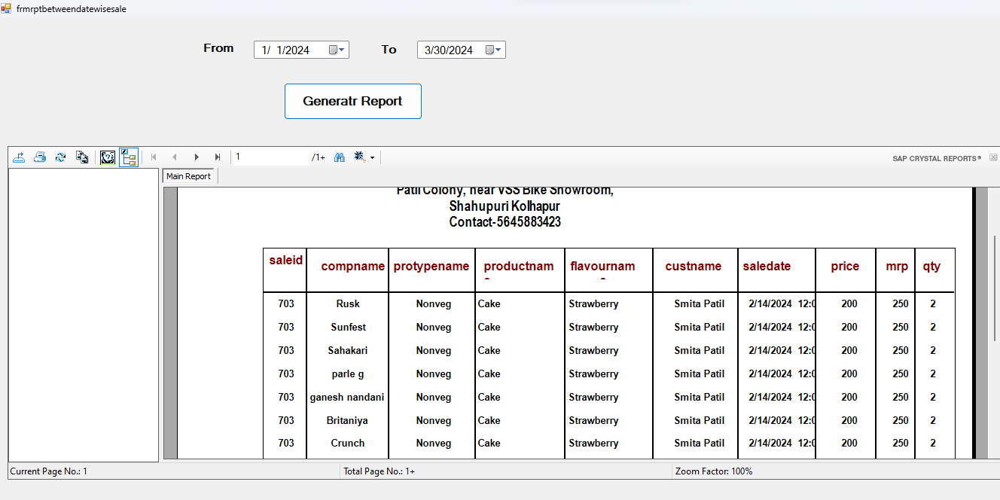 frmrptbetweendatewisesale
From 1/ 1/2024 To 3/30/2024
Generatr Report
1 /1+ SAP CRYSTAL REPORTS®
Main Report
Patil Colony, near VSS Bike Showroom,
Shahupuri Kolhapur
Contact-5645883423
saleid compname protypename productnam flavournam custname saledate price mrp qty
703 Rusk Nonveg Cake Strawberry Smita Patil 2/14/2024 12:0 200 250 2
703 Sunfest Nonveg Cake Strawberry Smita Patil 2/14/2024 12:0 200 250 2
703 Sahakari Nonveg Cake Strawberry Smita Patil 2/14/2024 12:0 200 250 2
703 parle g Nonveg Cake Strawberry Smita Patil 2/14/2024 12:0 200 250 2
703 ganesh nandani Nonveg Cake Strawberry Smita Patil 2/14/2024 12:0 200 250 2
703 Britaniya Nonveg Cake Strawberry Smita Patil 2/14/2024 12:0 200 250 2
703 Crunch Nonveg Cake Strawberry Smita Patil 2/14/2024 12:0 200 250 2
Current Page No.: 1 Total Page No.: 1+ Zoom Factor: 100%